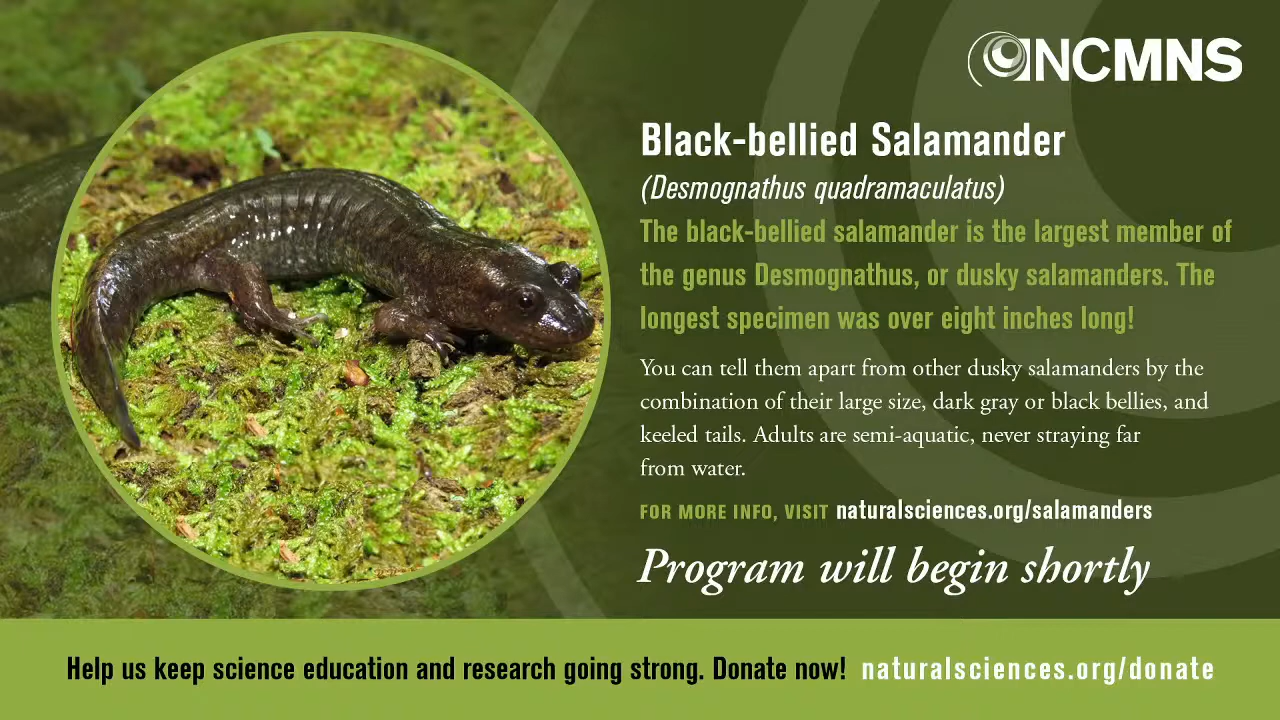 NCMNS
Black-bellied Salamander
(Desmognathus quadramaculatus)
The black-bellied salamander is the largest member of
the genus Desmognathus, or dusky salamanders. The
longest specimen was over eight inches long!
You can tell them apart from other dusky salamanders by the
combination of their large size, dark gray or black bellies, and
keeled tails. Adults are semi-aquatic, never straying far
from water.
FOR MORE INFO, VISIT naturalsciences.org/salamanders
Program will begin shortly
Help us keep science education and research going strong. Donate now! naturalsciences.org/donate